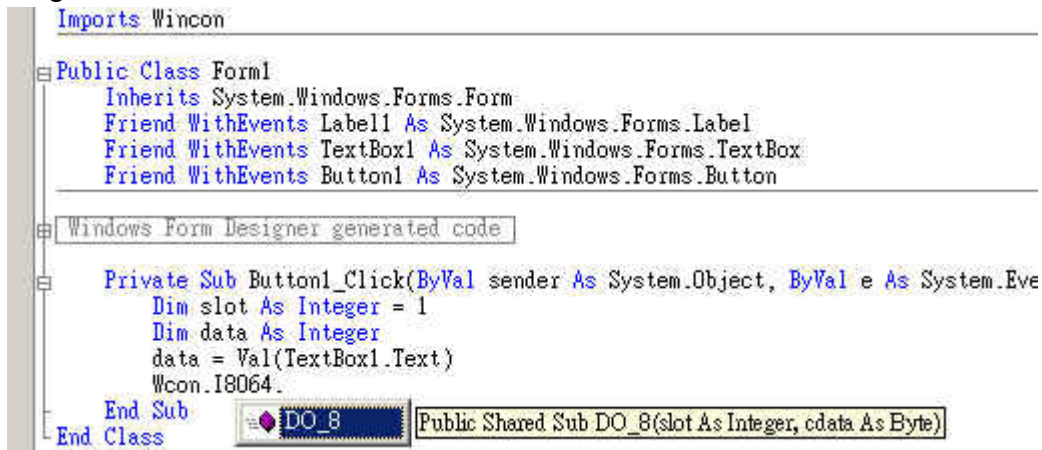 Imports Wincon
Public Class Form1
Inherits System.Windows.Forms.Form
Friend WithEvents Label1 As System.Windows.Forms.Label
Friend WithEvents TextBox1 As System.Windows.Forms.TextBox
Friend WithEvents Button1 As System.Windows.Forms.Button
Windows Form Designer generated code
Private Sub Button1_Click(ByVal sender As System.Object, ByVal e As System.Eve
Dim slot As Integer = 1
Dim data As Integer
data = Val(TextBox1.Text)
Wcon.I8064.
End Sub
DO_8 Public Shared Sub DO_8(slot As Integer, cdata As Byte)
End Class